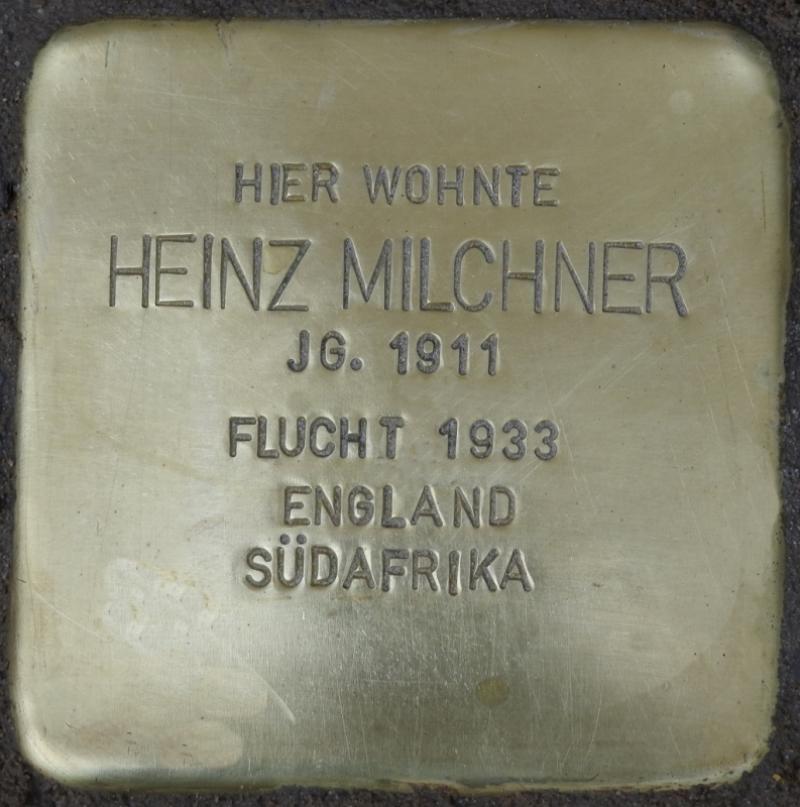 HIER WOHNTE
HEINZ MILCHNER
JG. 1911
FLUCHT 1933
ENGLAND
SÜDAFRIKA